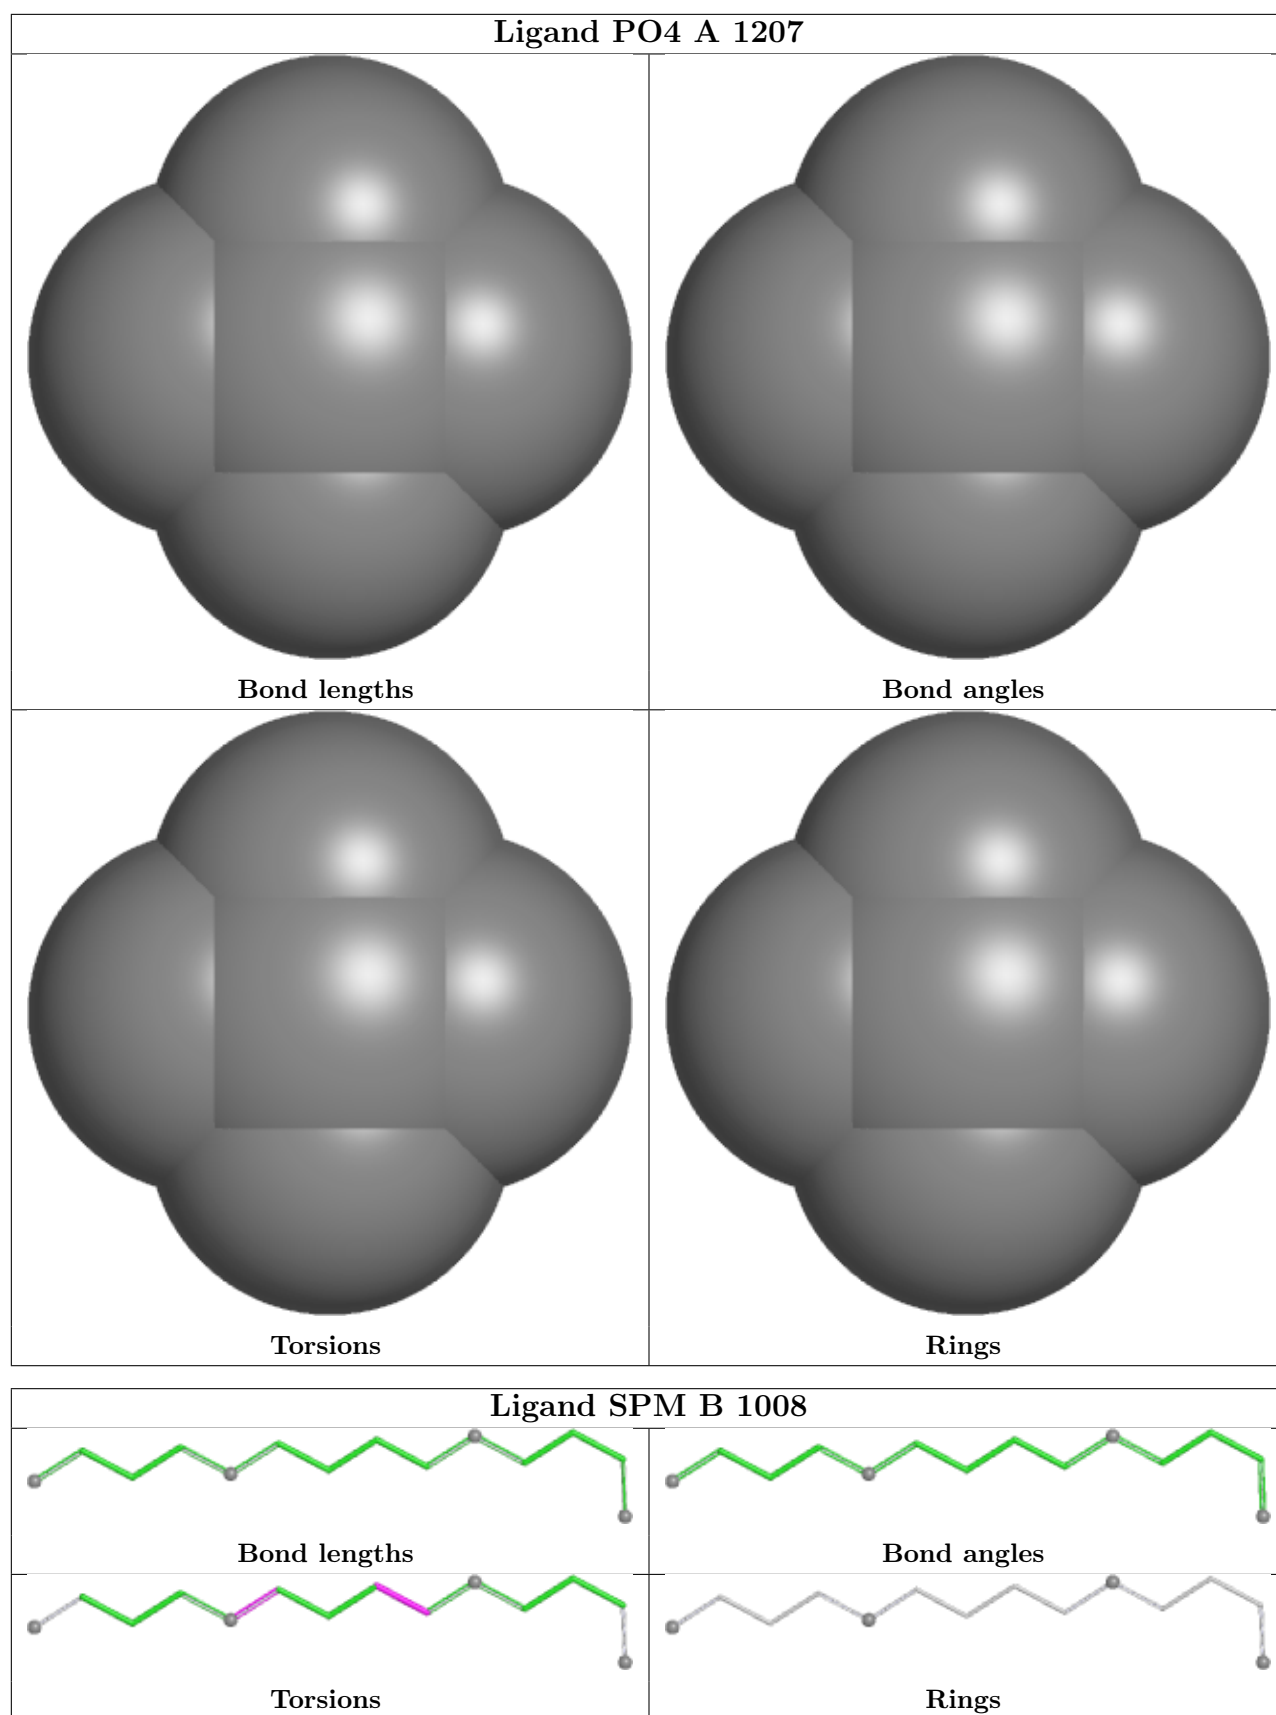 Ligand PO4 A 1207
Bond lengths
Bond angles
Torsions
Rings
Ligand SPM B 1008
Bond lengths
Bond angles
Torsions
Rings